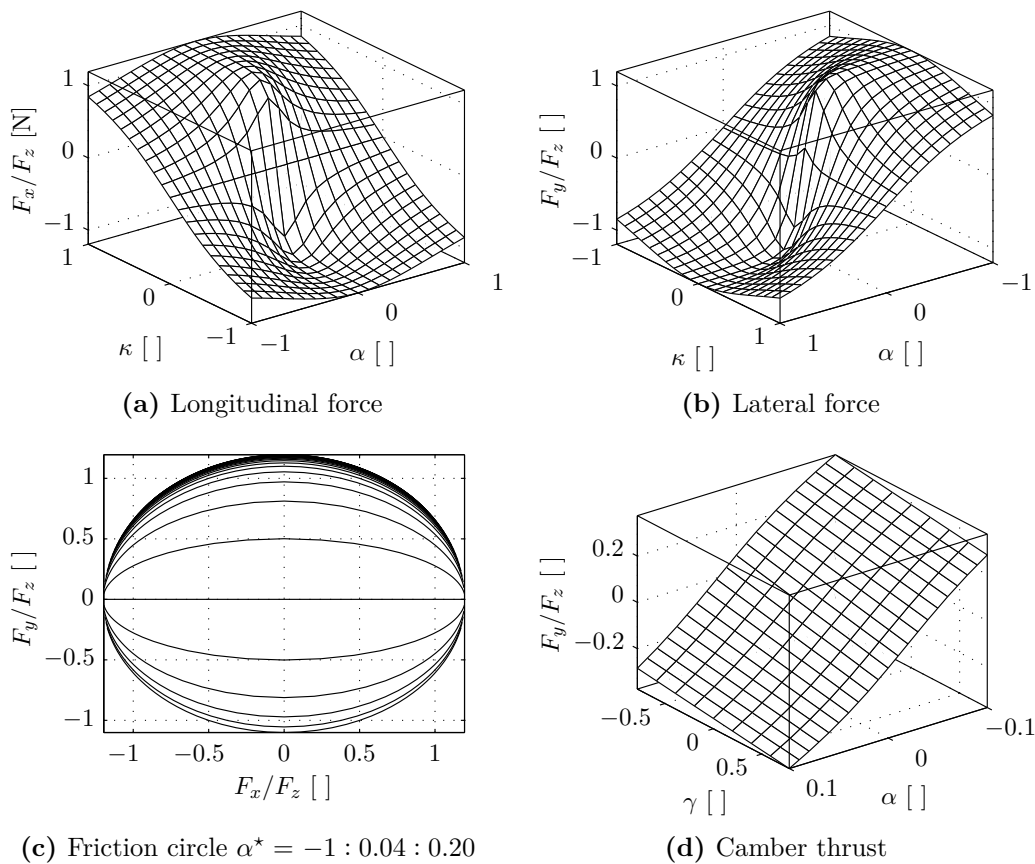 1
0
−1
F_x/F_z [N]
1
0
−1
κ [ ]
−1
0
1
α [ ]
(a) Longitudinal force
1
0
−1
F_y/F_z [ ]
−1
0
1
κ [ ]
1
0
−1
α [ ]
(b) Lateral force
1
0.5
0
−0.5
−1
F_y/F_z [ ]
−1
−0.5
0
0.5
1
F_x/F_z [ ]
(c) Friction circle α⋆ = −1 : 0.04 : 0.20
0.2
0
−0.2
F_y/F_z [ ]
−0.5
0
0.5
γ [ ]
0.1
0
−0.1
α [ ]
(d) Camber thrust